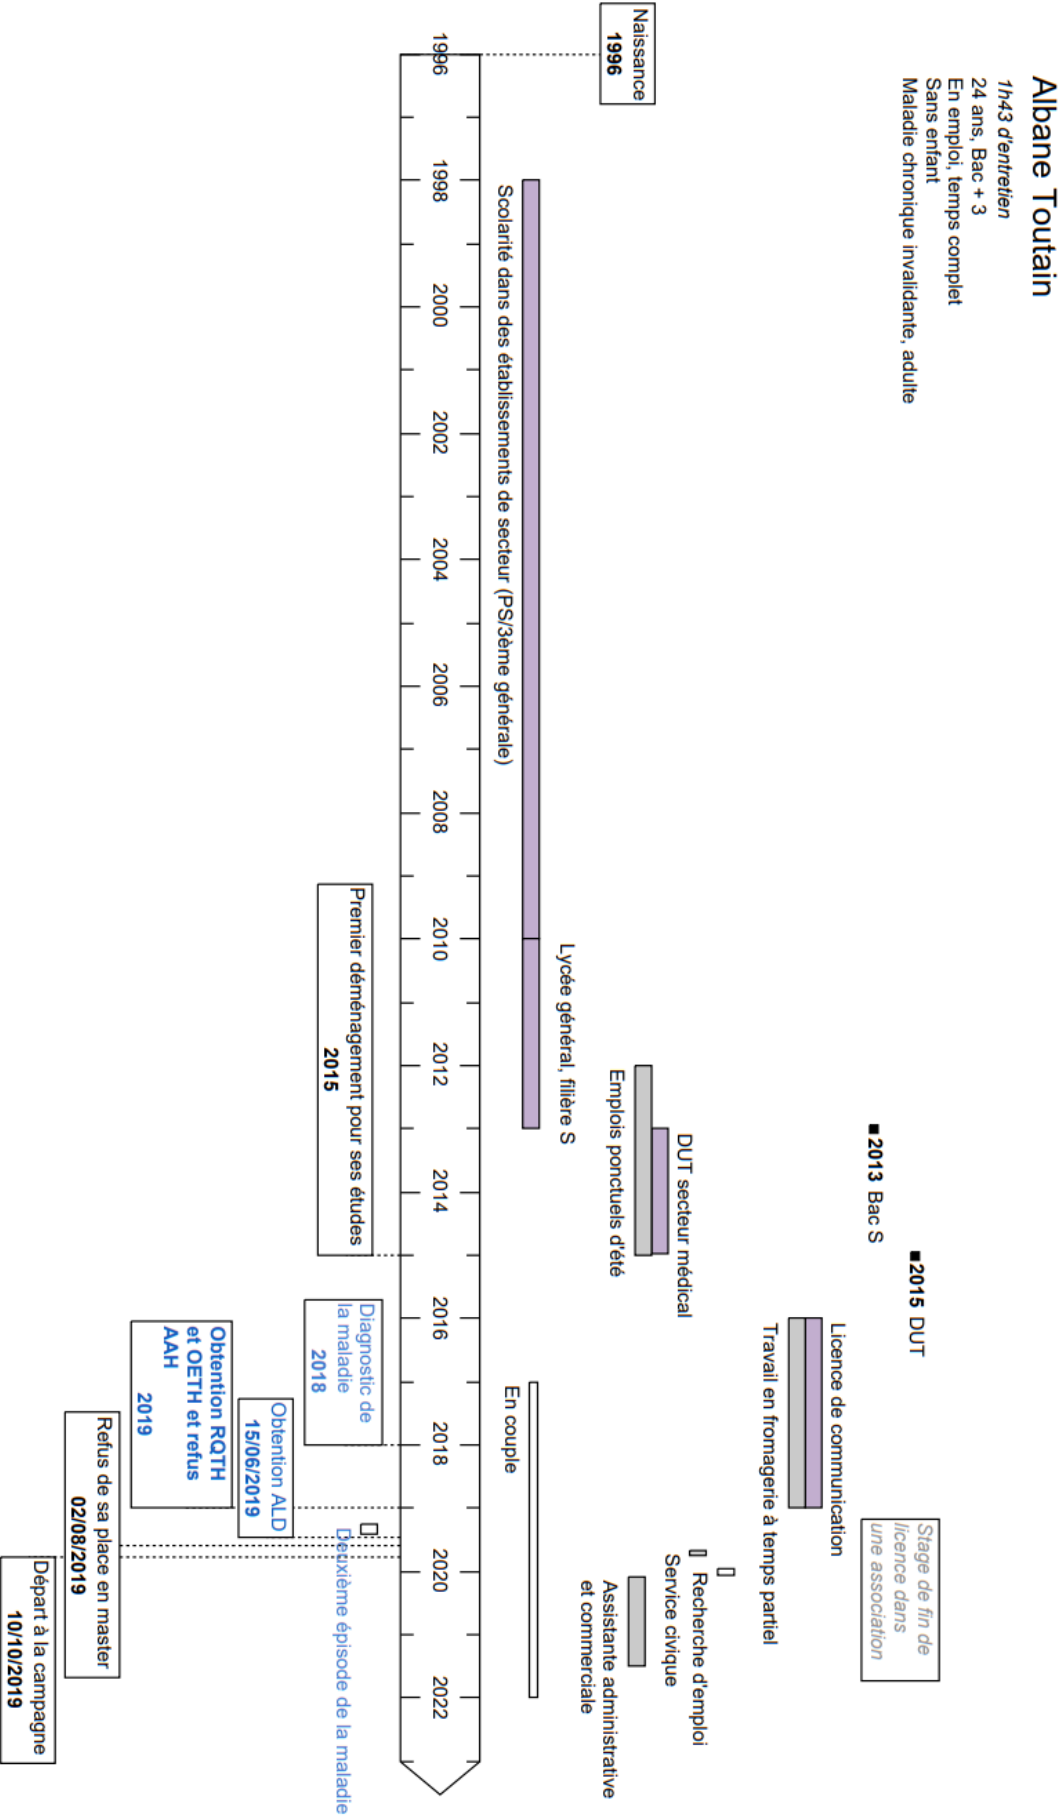 Albane Toutain
1h43 d'entretien
24 ans, Bac + 3
En emploi, temps complet
Sans enfant
Maladie chronique invalidante, adulte
■ 2015 DUT
■ 2013 Bac S
Stage de fin de
licence dans
une association
Licence de communication
Travail en fromagerie à temps partiel
Recherche d'emploi
Service civique
DUT secteur médical
Emplois ponctuels d'été
Assistante administrative
et commerciale
Naissance
1996
Lycée général, filière S
Scolarité dans des établissements de secteur (PS/3ème générale)
En couple
1996 1998 2000 2002 2004 2006 2008 2010 2012 2014 2016 2018 2020 2022
Premier déménagement pour ses études
2015
Diagnostic de
la maladie
2018
Deuxième épisode de la maladie
Obtention ALD
15/06/2019
Obtention RQTH
et OETH et refus
AAH
2019
Refus de sa place en master
02/08/2019
Départ à la campagne
10/10/2019